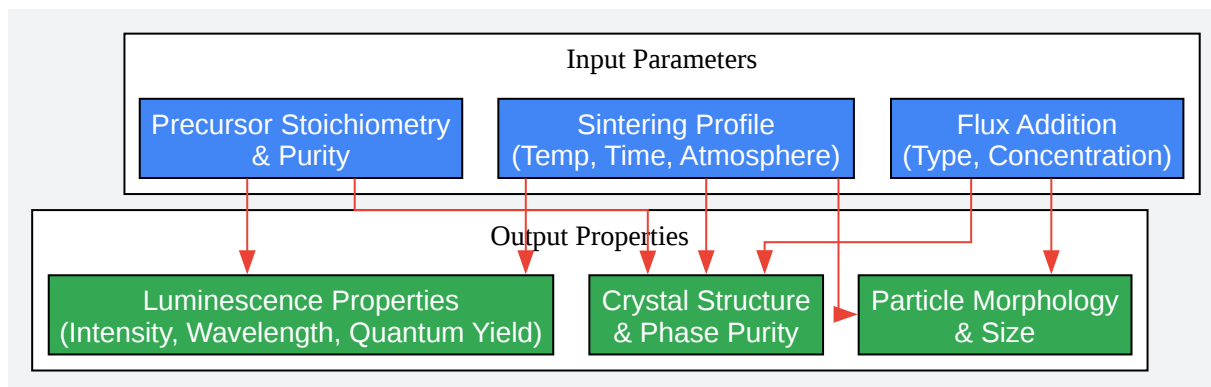 Input Parameters
Precursor Stoichiometry
& Purity
Sintering Profile
(Temp, Time, Atmosphere)
Flux Addition
(Type, Concentration)
Output Properties
Luminescence Properties
(Intensity, Wavelength, Quantum Yield)
Crystal Structure
& Phase Purity
Particle Morphology
& Size